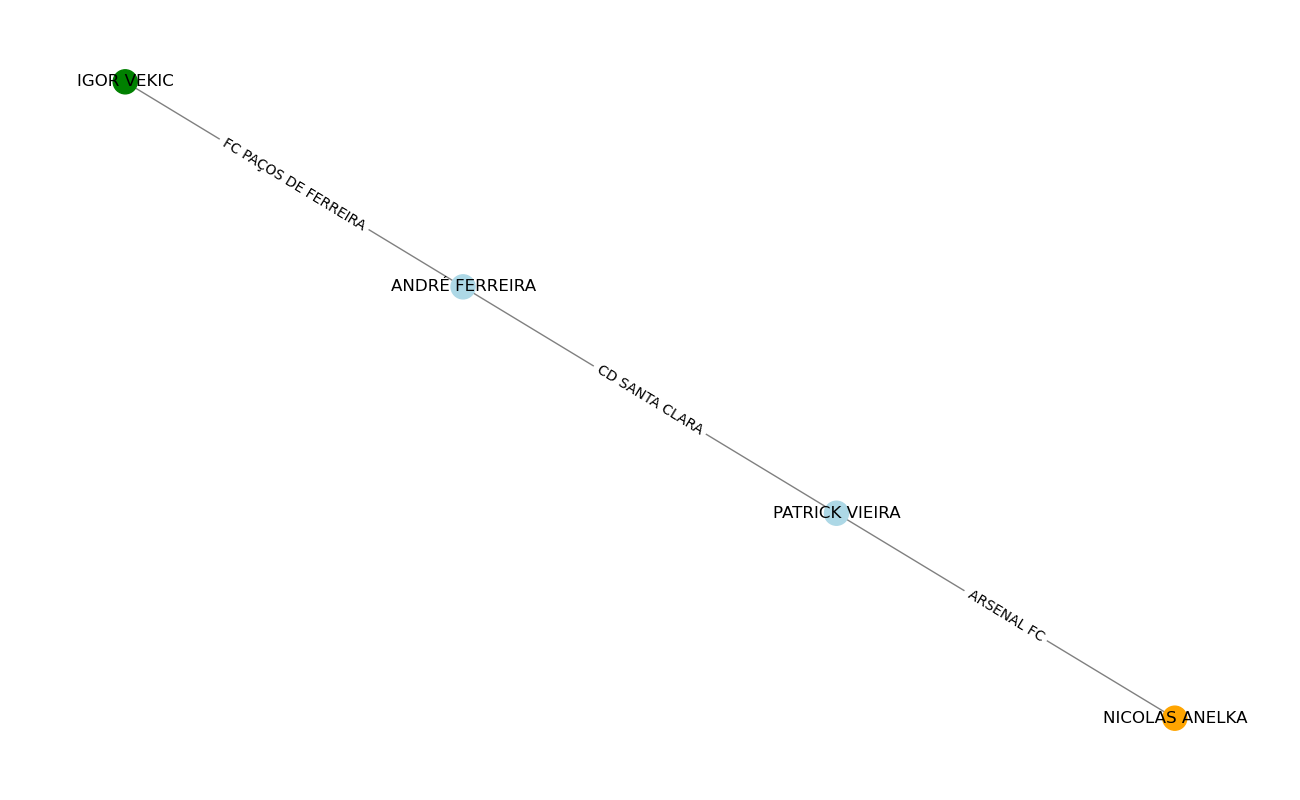 IGOR VEKIC
FC PAÇOS DE FERREIRA
ANDRÉ FERREIRA
CD SANTA CLARA
PATRICK VIEIRA
ARSENAL FC
NICOLAS ANELKA